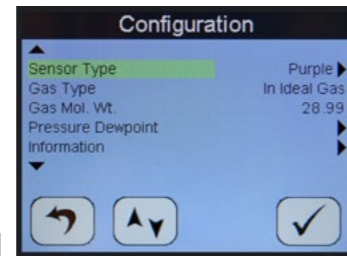 Configuration
Sensor Type Purple
Gas Type In Ideal Gas
Gas Mol. Wt. 28.99
Pressure Dewpoint
Information